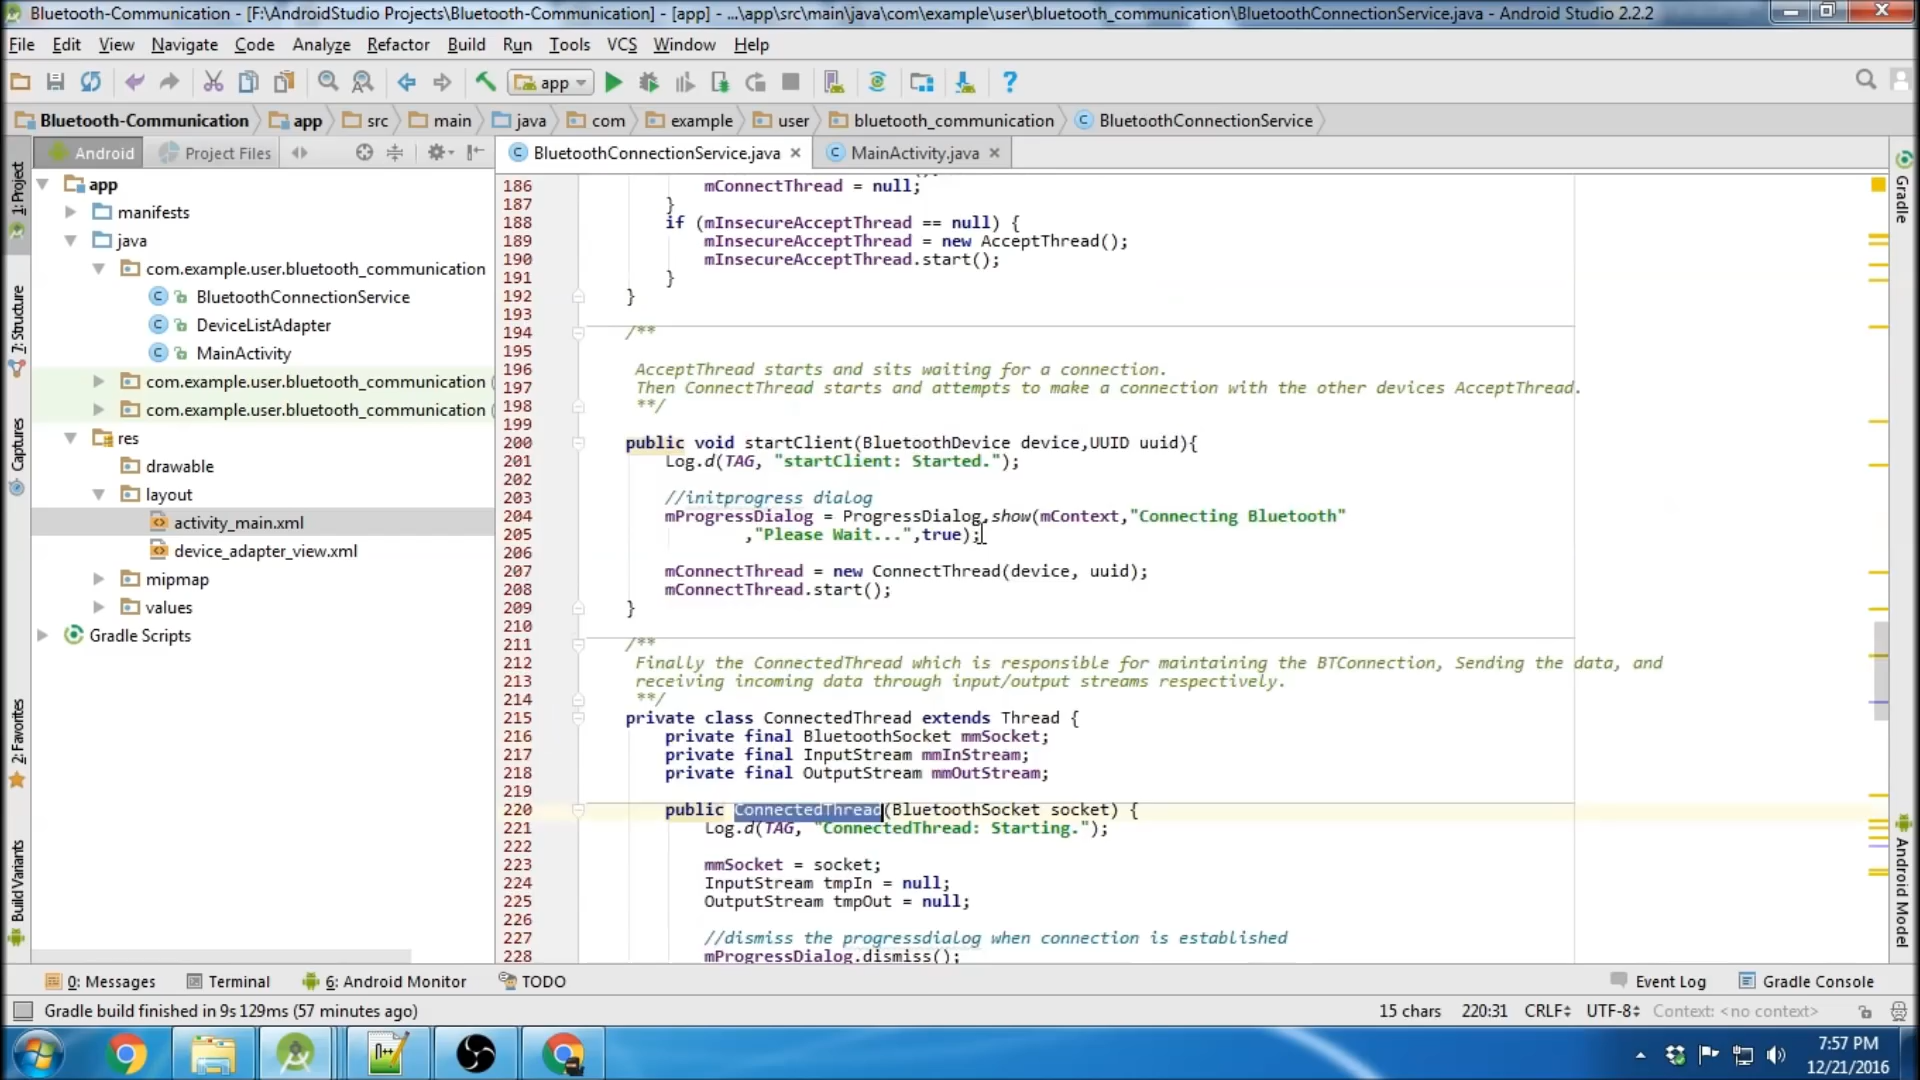 Bluetooth-Communication - [F:\AndroidStudio Projects\Bluetooth-Communication] - [app] - ...\app\src\main\java\com\example\user\bluetooth_communication\BluetoothConnectionService.java - Android Studio 2.2.2
File Edit View Navigate Code Analyze Refactor Build Run Tools VCS Window Help
app
Bluetooth-Communication app src main java com example user bluetooth_communication BluetoothConnectionService
Android Project Files
BluetoothConnectionService.java MainActivity.java
1: Project
7: Structure
Captures
2: Favorites
Build Variants
app
manifests
java
com.example.user.bluetooth_communication
BluetoothConnectionService
DeviceListAdapter
MainActivity
com.example.user.bluetooth_communication (
com.example.user.bluetooth_communication (
res
drawable
layout
activity_main.xml
device_adapter_view.xml
mipmap
values
Gradle Scripts
186 mConnectThread = null;
187 }
188 if (mInsecureAcceptThread == null) {
189 mInsecureAcceptThread = new AcceptThread();
190 mInsecureAcceptThread.start();
191 }
192 }
193
194 /**
195
196 AcceptThread starts and sits waiting for a connection.
197 Then ConnectThread starts and attempts to make a connection with the other devices AcceptThread.
198 **/
199
200 public void startClient(BluetoothDevice device,UUID uuid){
201 Log.d(TAG, "startClient: Started.");
202
203 //initprogress dialog
204 mProgressDialog = ProgressDialog.show(mContext,"Connecting Bluetooth"
205 ,"Please Wait...",true);
206
207 mConnectThread = new ConnectThread(device, uuid);
208 mConnectThread.start();
209 }
210
211 /**
212 Finally the ConnectedThread which is responsible for maintaining the BTConnection, Sending the data, and
213 receiving incoming data through input/output streams respectively.
214 **/
215 private class ConnectedThread extends Thread {
216 private final BluetoothSocket mmSocket;
217 private final InputStream mmInStream;
218 private final OutputStream mmOutStream;
219
220 public ConnectedThread(BluetoothSocket socket) {
221 Log.d(TAG, "ConnectedThread: Starting.");
222
223 mmSocket = socket;
224 InputStream tmpIn = null;
225 OutputStream tmpOut = null;
226
227 //dismiss the progressdialog when connection is established
228 mProgressDialog.dismiss();
Gradle
Android Model
0: Messages Terminal 6: Android Monitor TODO Event Log Gradle Console
Gradle build finished in 9s 129ms (57 minutes ago) 15 chars 220:31 CRLF UTF-8 Context: <no context>
7:57 PM
12/21/2016